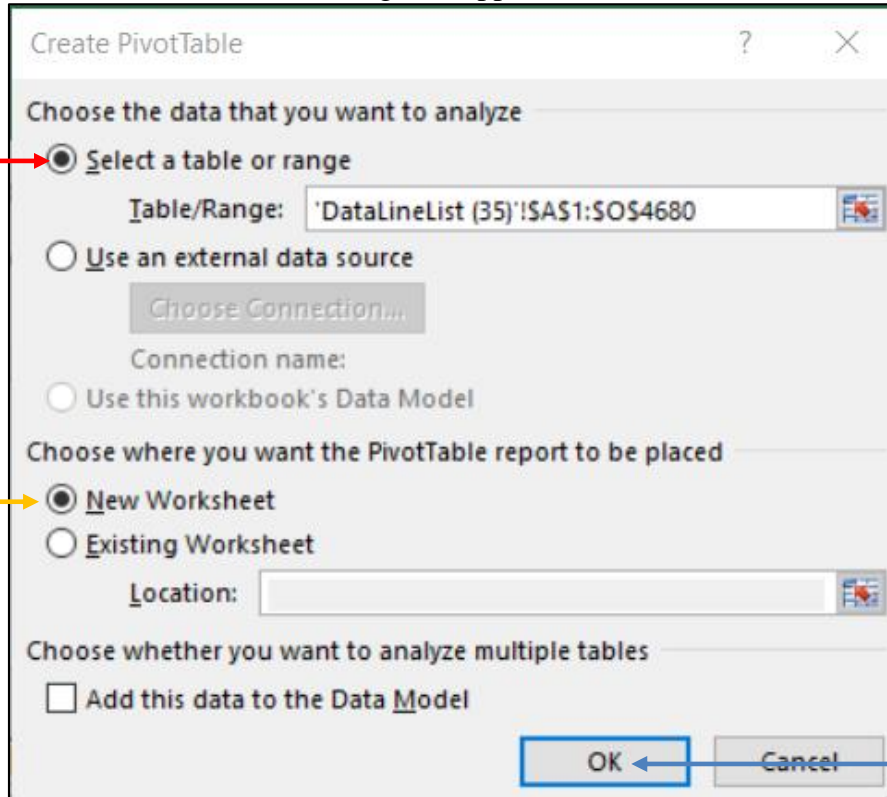 Create PivotTable ? ×
Choose the data that you want to analyze
Select a table or range
Table/Range: 'DataLineList (35)'!$A$1:$O$4680
Use an external data source
Choose Connection...
Connection name:
Use this workbook's Data Model
Choose where you want the PivotTable report to be placed
New Worksheet
Existing Worksheet
Location:
Choose whether you want to analyze multiple tables
Add this data to the Data Model
OK Cancel